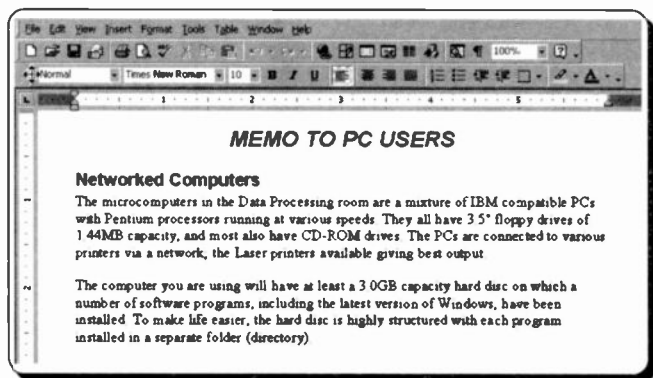 File Edit View Insert Format Tools Table Window Help
100%
Normal Times New Roman 10 B I U
1 2 3 4 5
MEMO TO PC USERS
Networked Computers
The microcomputers in the Data Processing room are a mixture of IBM compatible PCs
with Pentium processors running at various speeds. They all have 3.5" floppy drives of
1.44MB capacity, and most also have CD-ROM drives. The PCs are connected to various
printers via a network, the Laser printers available giving best output.
The computer you are using will have at least a 3.0GB capacity hard disc on which a
number of software programs, including the latest version of Windows, have been
installed. To make life easier, the hard disc is highly structured with each program
installed in a separate folder (directory)